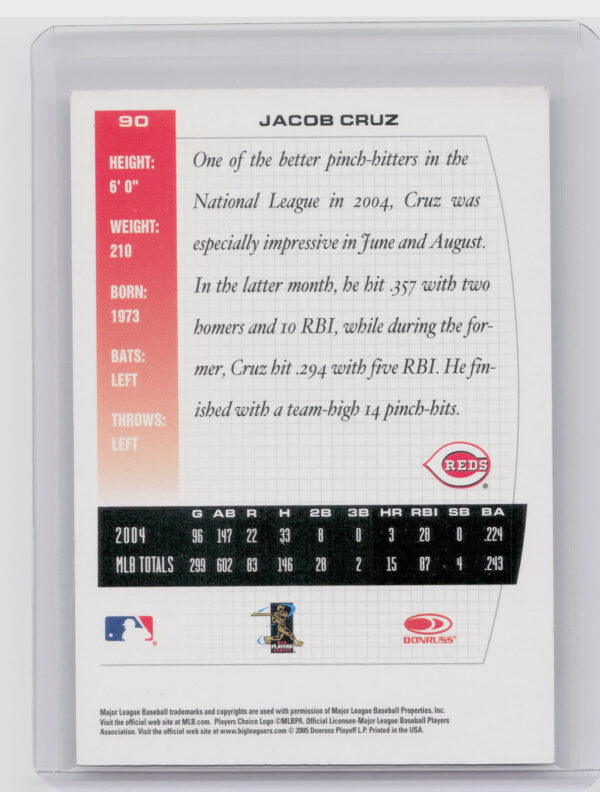 90
JACOB CRUZ
HEIGHT:
6' 0"
WEIGHT:
210
BORN:
1973
BATS:
LEFT
THROWS:
LEFT
One of the better pinch-hitters in the
National League in 2004, Cruz was
especially impressive in June and August.
In the latter month, he hit .357 with two
homers and 10 RBI, while during the for-
mer, Cruz hit .294 with five RBI. He fin-
ished with a team-high 14 pinch-hits.
REDS
G AB R H 2B 3B HR RBI SB BA
2004 96 147 22 33 8 0 3 28 0 .224
MLB TOTALS 299 602 83 146 28 2 15 87 4 .243
PLAYERS
CHOICE
DONRUSS
Major League Baseball trademarks and copyrights are used with permission of Major League Baseball Properties, Inc.
Visit the official web site at MLB.com. Players Choice Logo ©MLBPA. Official Licensee-Major League Baseball Players
Association. Visit the official web site at www.bigleaguers.com © 2005 Donruss Playoff L.P. Printed in the USA.